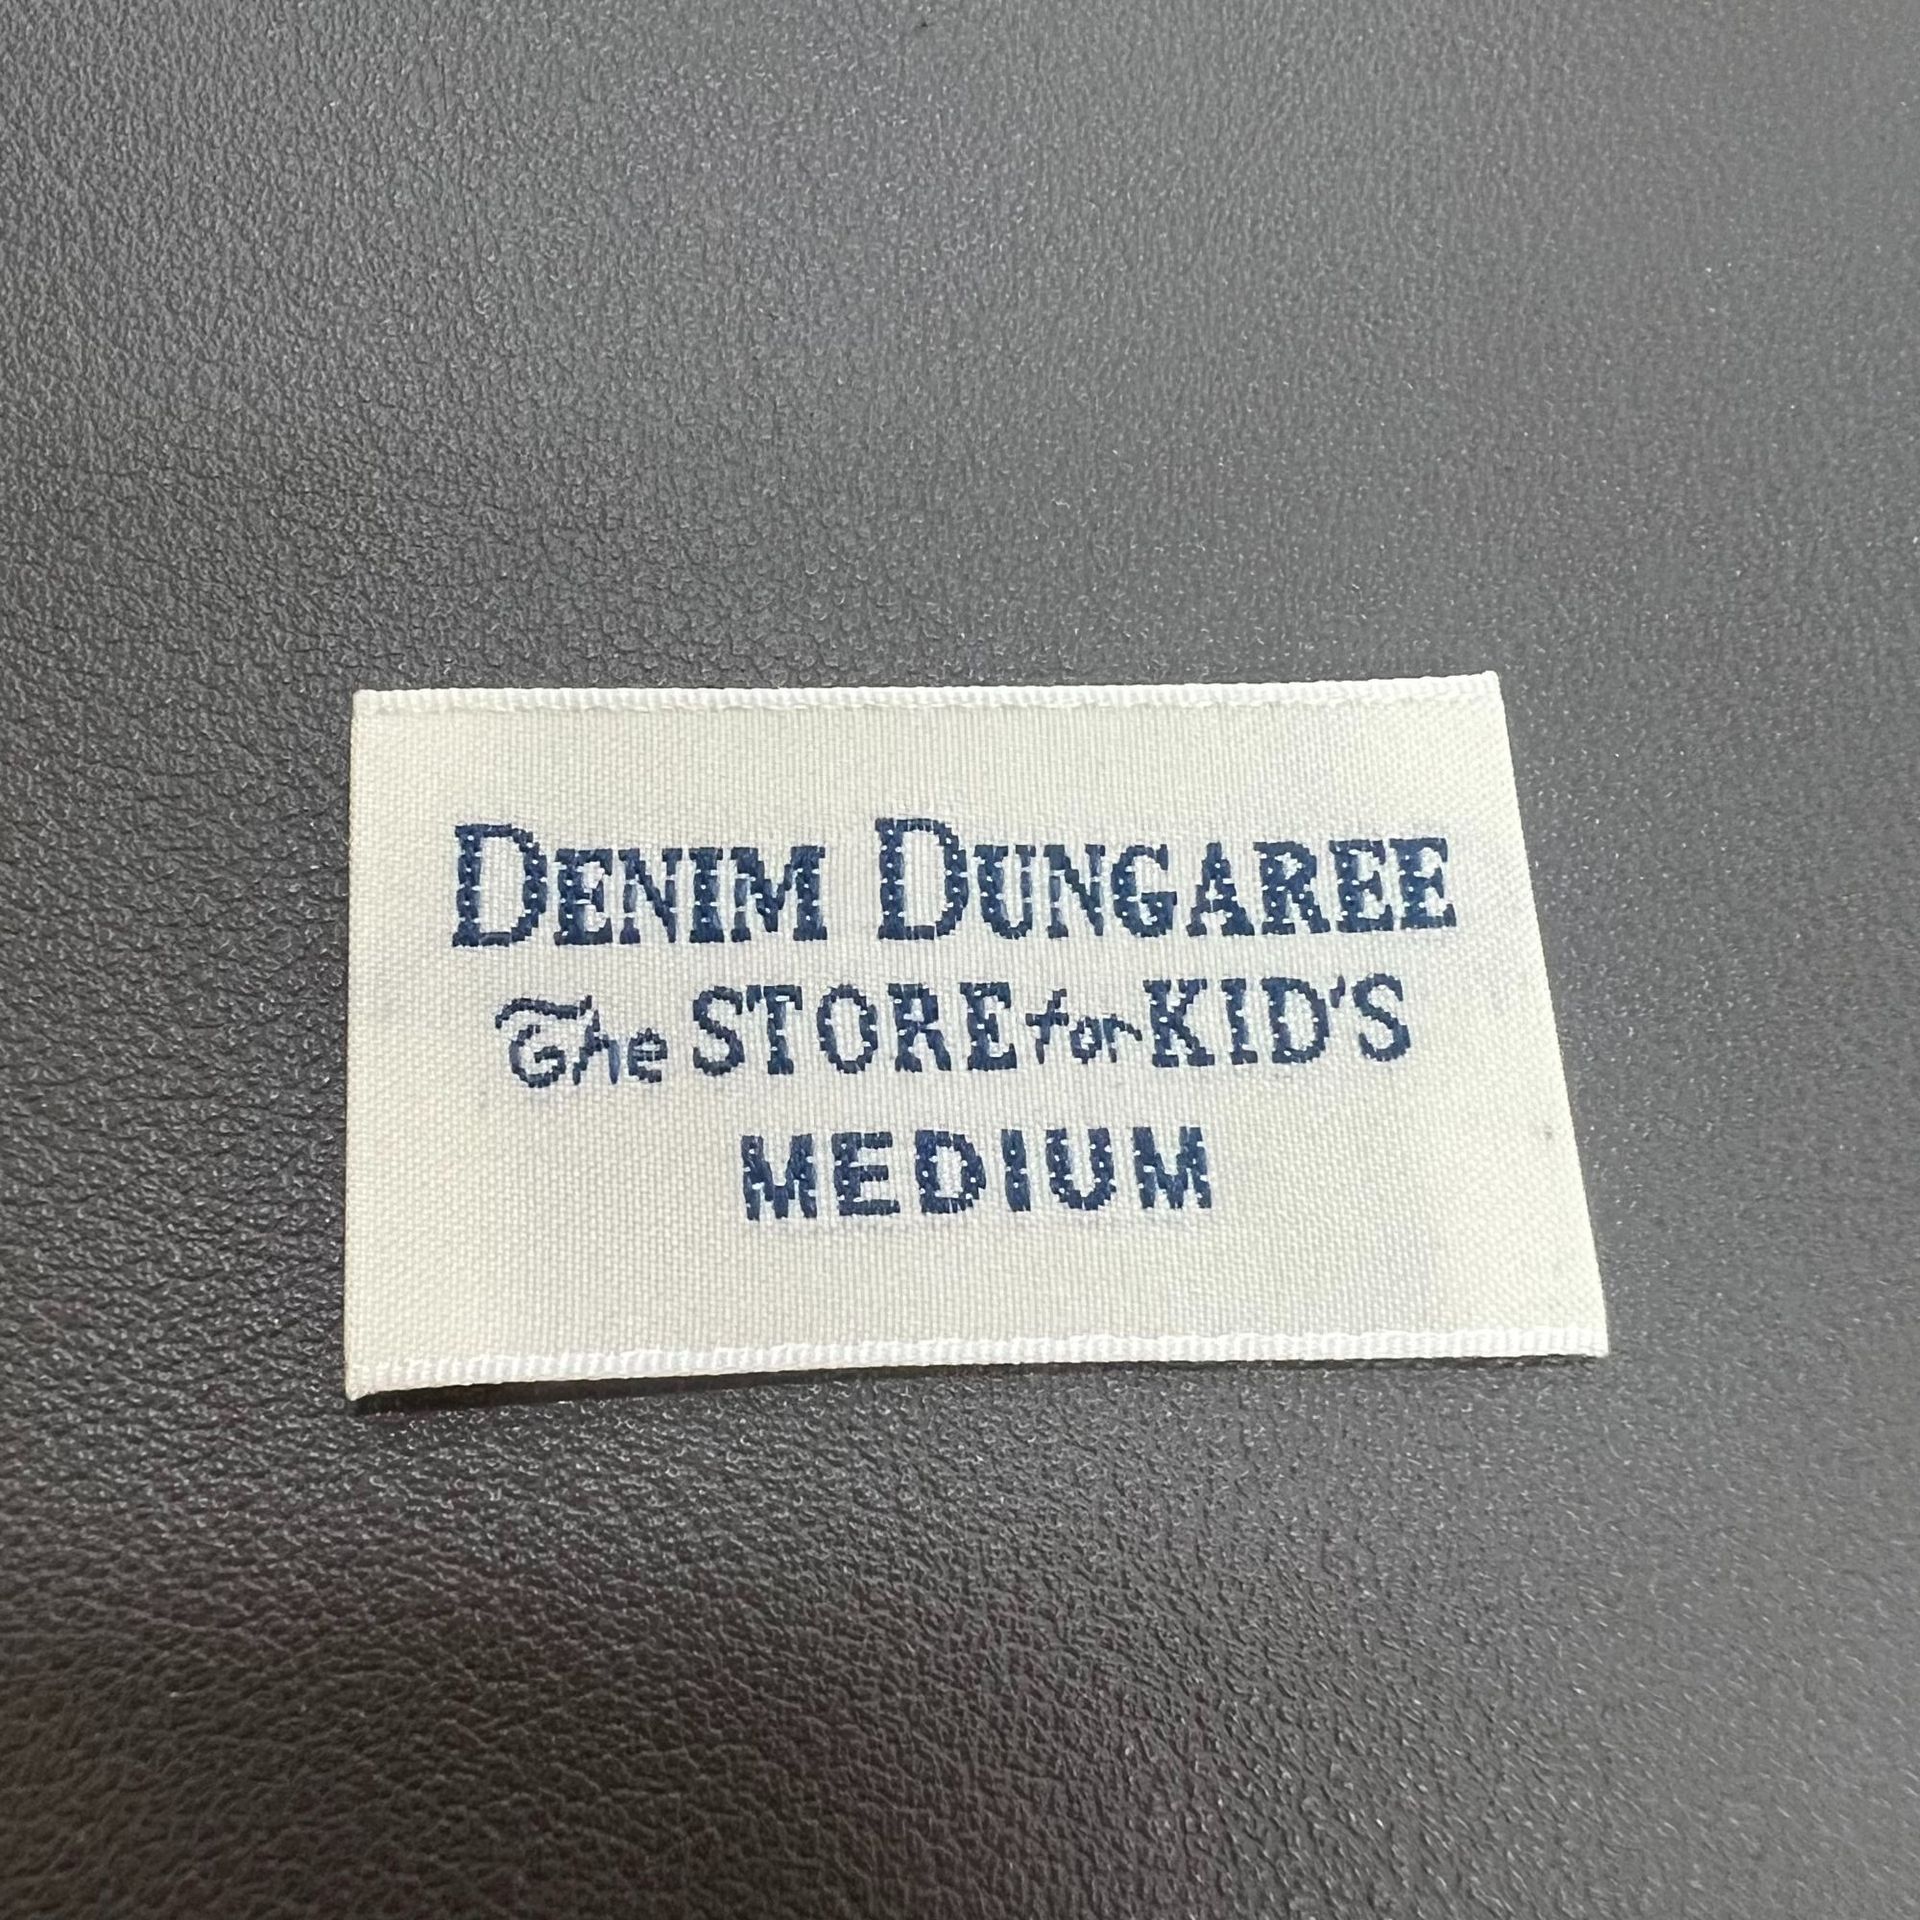 DENIM DUNGAREE
The STORE for KID'S
MEDIUM